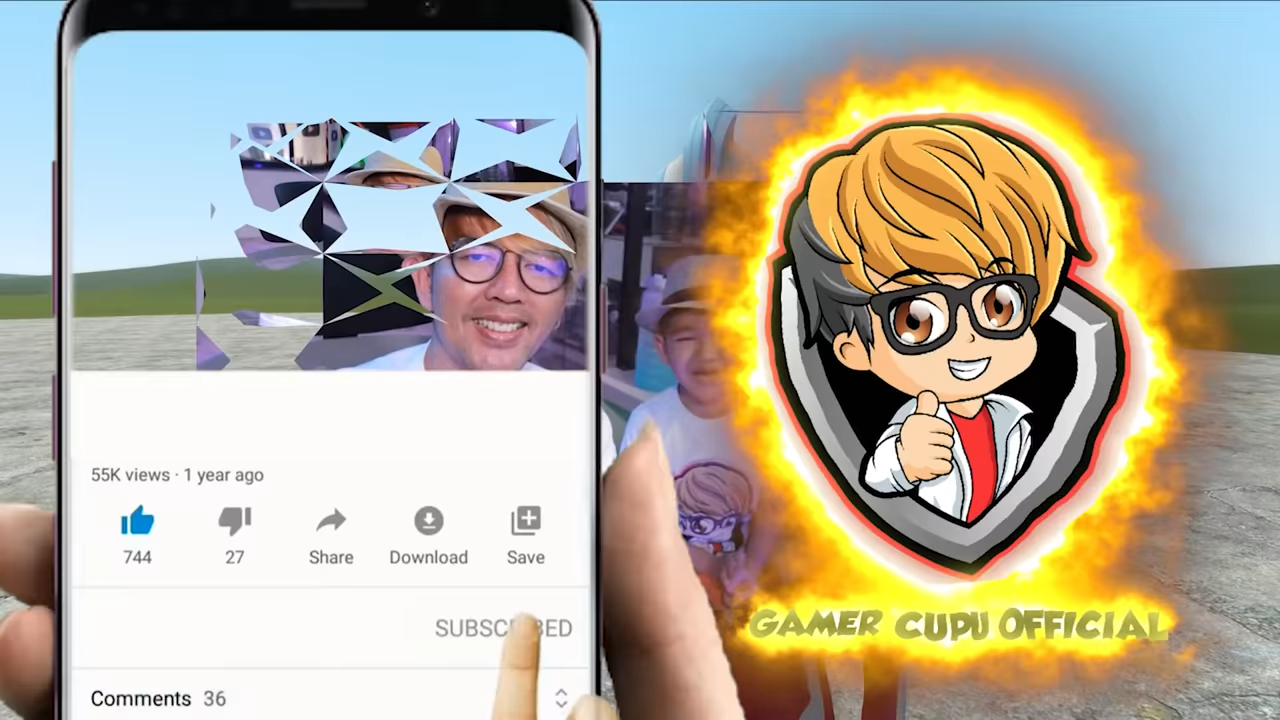 55K views · 1 year ago
744
27
Share
Download
Save
SUBSCRIBED
Comments 36
GAMER CUPU OFFICIAL